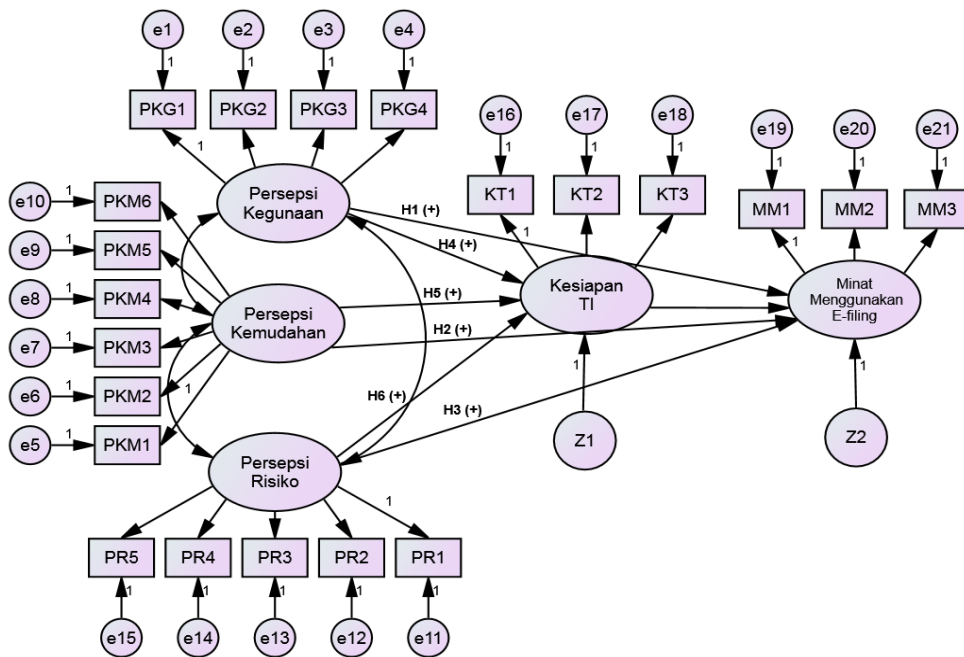 e1
e2
e3
e4
1
1
1
1
PKG1
PKG2
PKG3
PKG4
1
Persepsi
Kegunaan
e10
1
PKM6
e9
1
PKM5
e8
1
PKM4
e7
1
PKM3
e6
1
PKM2
e5
1
PKM1
1
Persepsi
Kemudahan
Persepsi
Risiko
1
PR5
PR4
PR3
PR2
PR1
1
1
1
1
1
e15
e14
e13
e12
e11
H1 (+)
H4 (+)
H5 (+)
H2 (+)
H6 (+)
H3 (+)
e16
e17
e18
1
1
1
KT1
KT2
KT3
1
Kesiapan
TI
1
Z1
e19
e20
e21
1
1
1
MM1
MM2
MM3
1
Minat
Menggunakan
E-filing
1
Z2